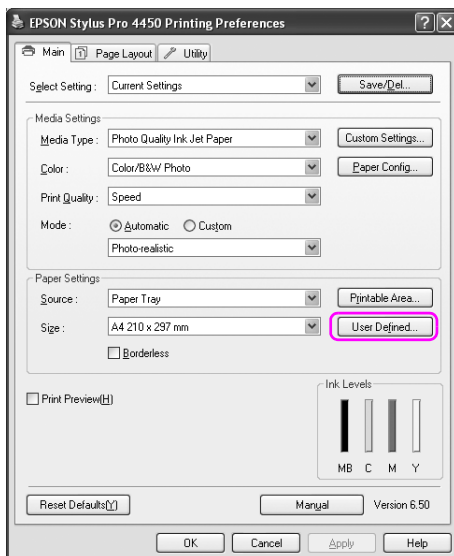 EPSON Stylus Pro 4450 Printing Preferences
Main Page Layout Utility
Select Setting : Current Settings Save/Del...
Media Settings
Media Type : Photo Quality Ink Jet Paper Custom Settings...
Color : Color/B&W Photo Paper Config...
Print Quality : Speed
Mode : Automatic Custom
Photo-realistic
Paper Settings
Source : Paper Tray Printable Area...
Size : A4 210 x 297 mm User Defined...
Borderless
Print Preview(H)
Ink Levels
MB C M Y
Reset Defaults(Y) Manual Version 6.50
OK Cancel Apply Help